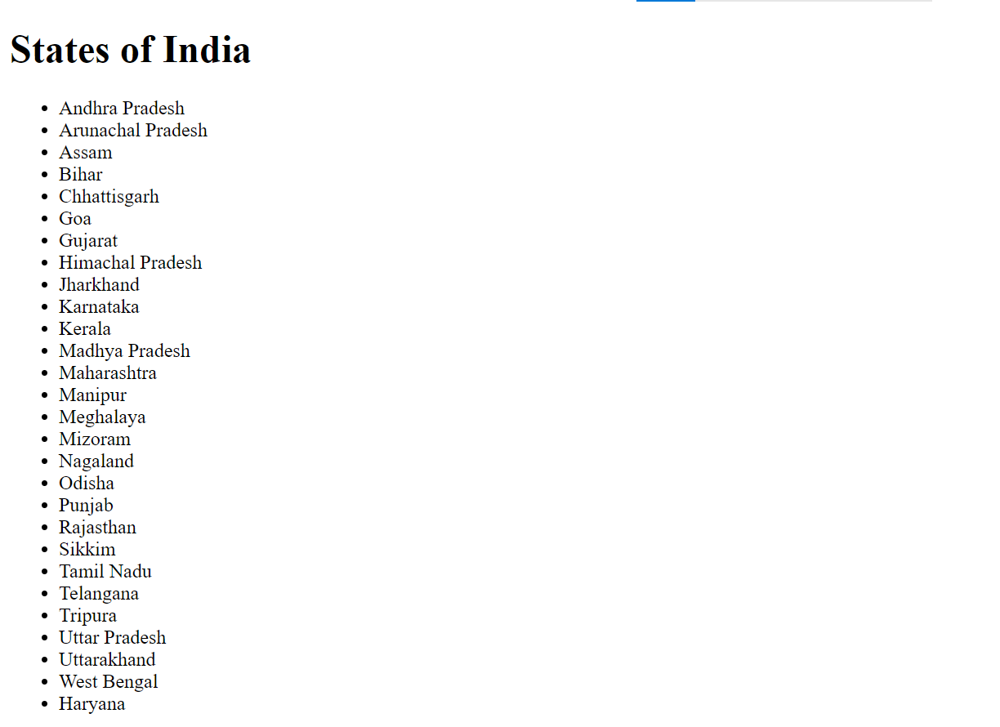 States of India
Andhra Pradesh
Arunachal Pradesh
Assam
Bihar
Chhattisgarh
Goa
Gujarat
Himachal Pradesh
Jharkhand
Karnataka
Kerala
Madhya Pradesh
Maharashtra
Manipur
Meghalaya
Mizoram
Nagaland
Odisha
Punjab
Rajasthan
Sikkim
Tamil Nadu
Telangana
Tripura
Uttar Pradesh
Uttarakhand
West Bengal
Haryana